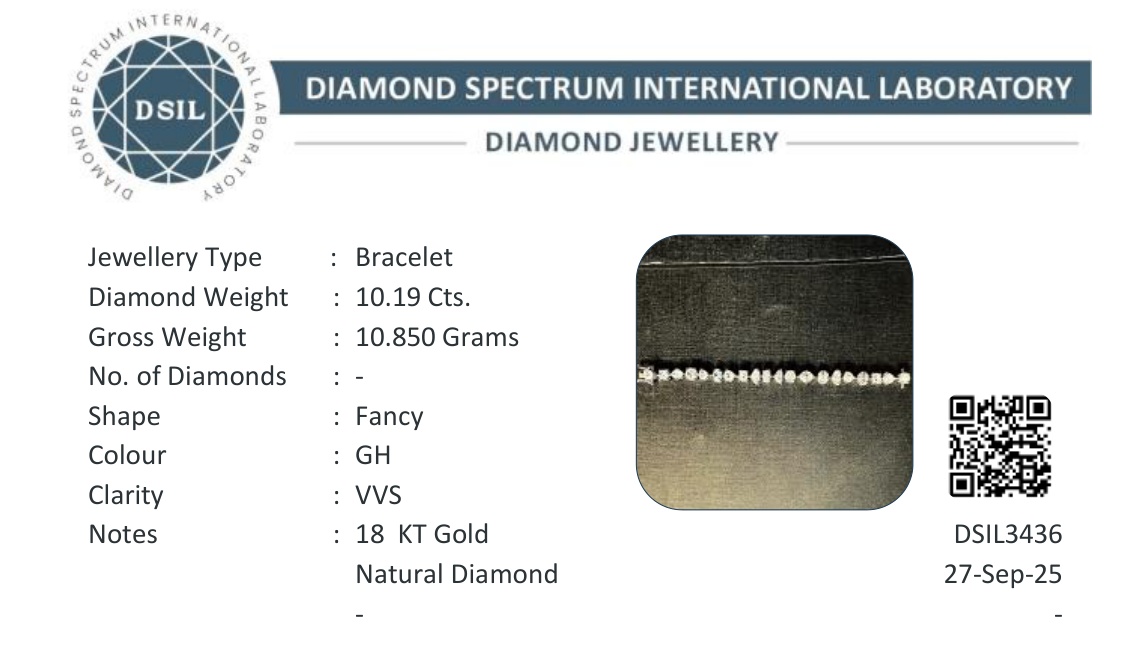 DIAMOND SPECTRUM INTERNATIONAL LABORATORY
DSIL
DIAMOND SPECTRUM INTERNATIONAL LABORATORY
DIAMOND JEWELLERY
Jewellery Type : Bracelet
Diamond Weight : 10.19 Cts.
Gross Weight : 10.850 Grams
No. of Diamonds : -
Shape : Fancy
Colour : GH
Clarity : VVS
Notes : 18 KT Gold
Natural Diamond
-
DSIL3436
27-Sep-25
-